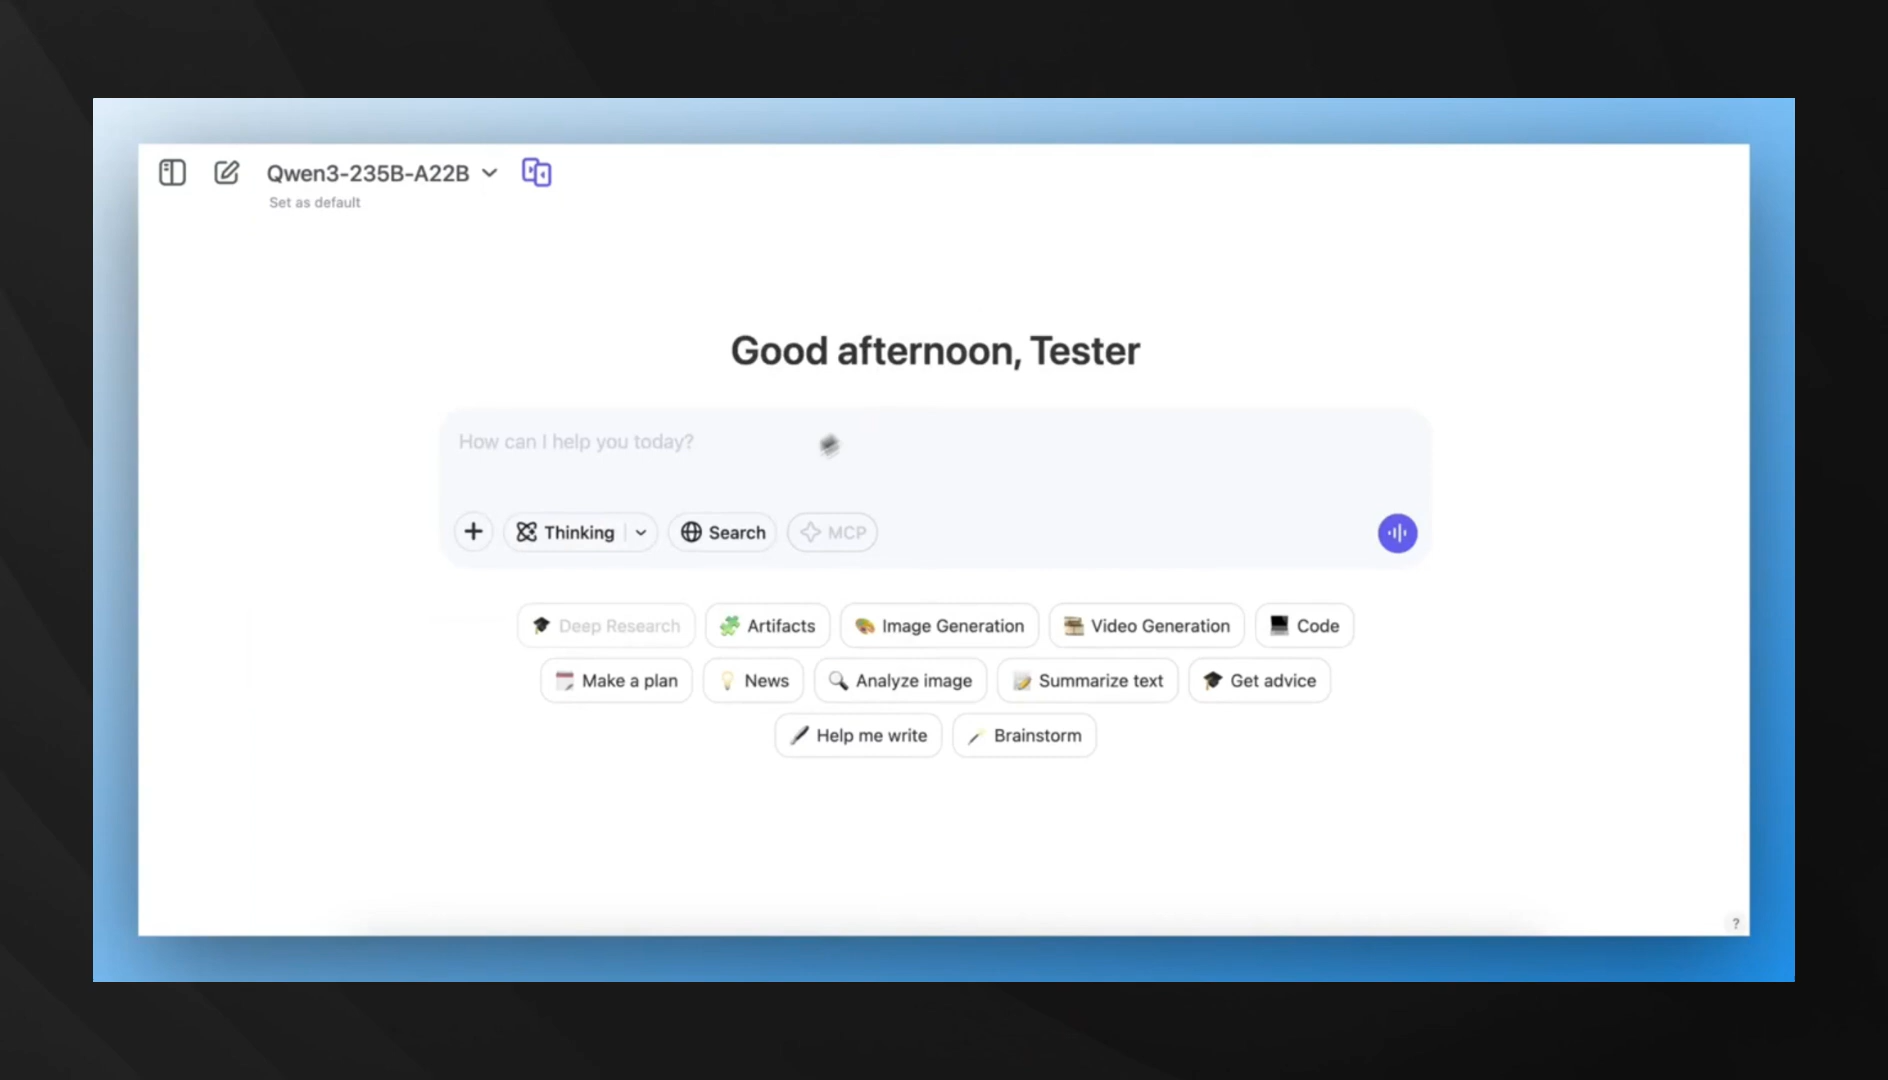 Qwen3-235B-A22B
Set as default
Good afternoon, Tester
How can I help you today?
Thinking Search MCP
Deep Research Artifacts Image Generation Video Generation Code
Make a plan News Analyze image Summarize text Get advice
Help me write Brainstorm
?